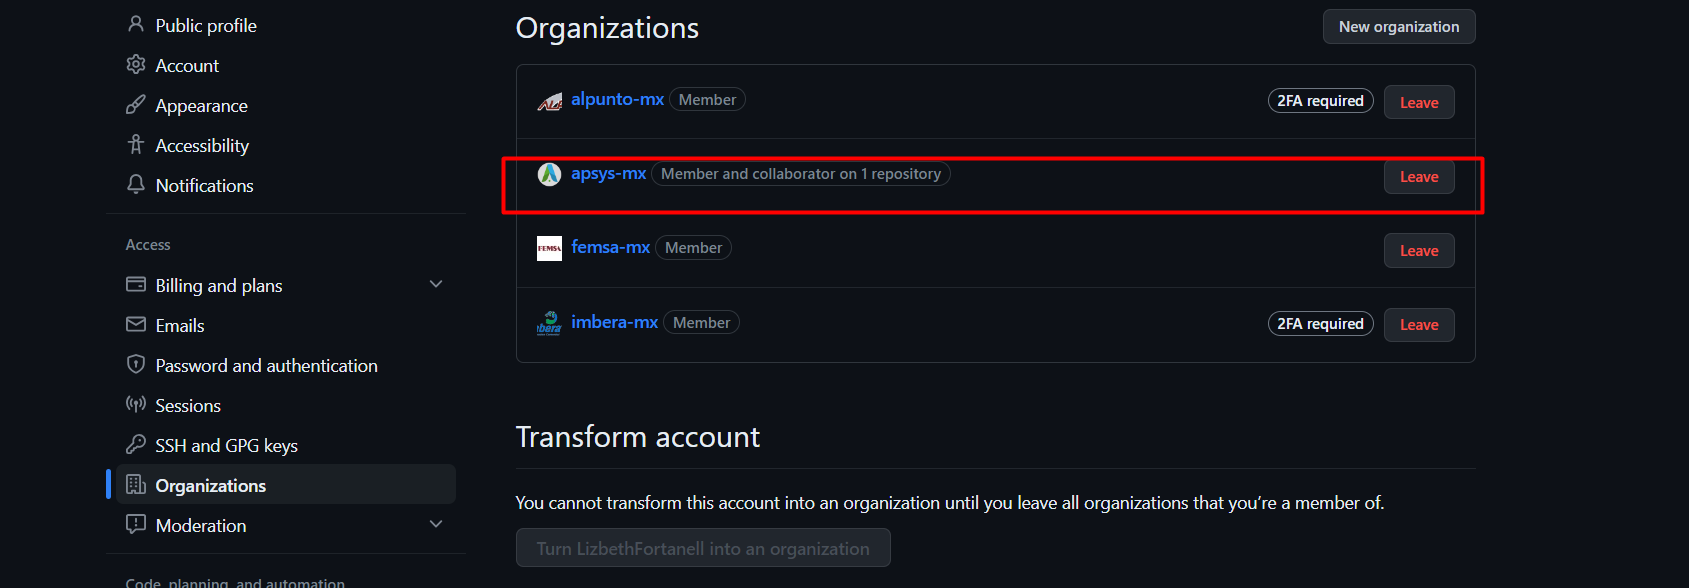 Public profile
Account
Appearance
Accessibility
Notifications
Access
Billing and plans
Emails
Password and authentication
Sessions
SSH and GPG keys
Organizations
Moderation
Code, planning, and automation
Organizations
New organization
alpunto-mx Member 2FA required Leave
apsys-mx Member and collaborator on 1 repository Leave
FEMSA femsa-mx Member Leave
imbera-mx Member 2FA required Leave
Transform account
You cannot transform this account into an organization until you leave all organizations that you’re a member of.
Turn LizbethFortanell into an organization